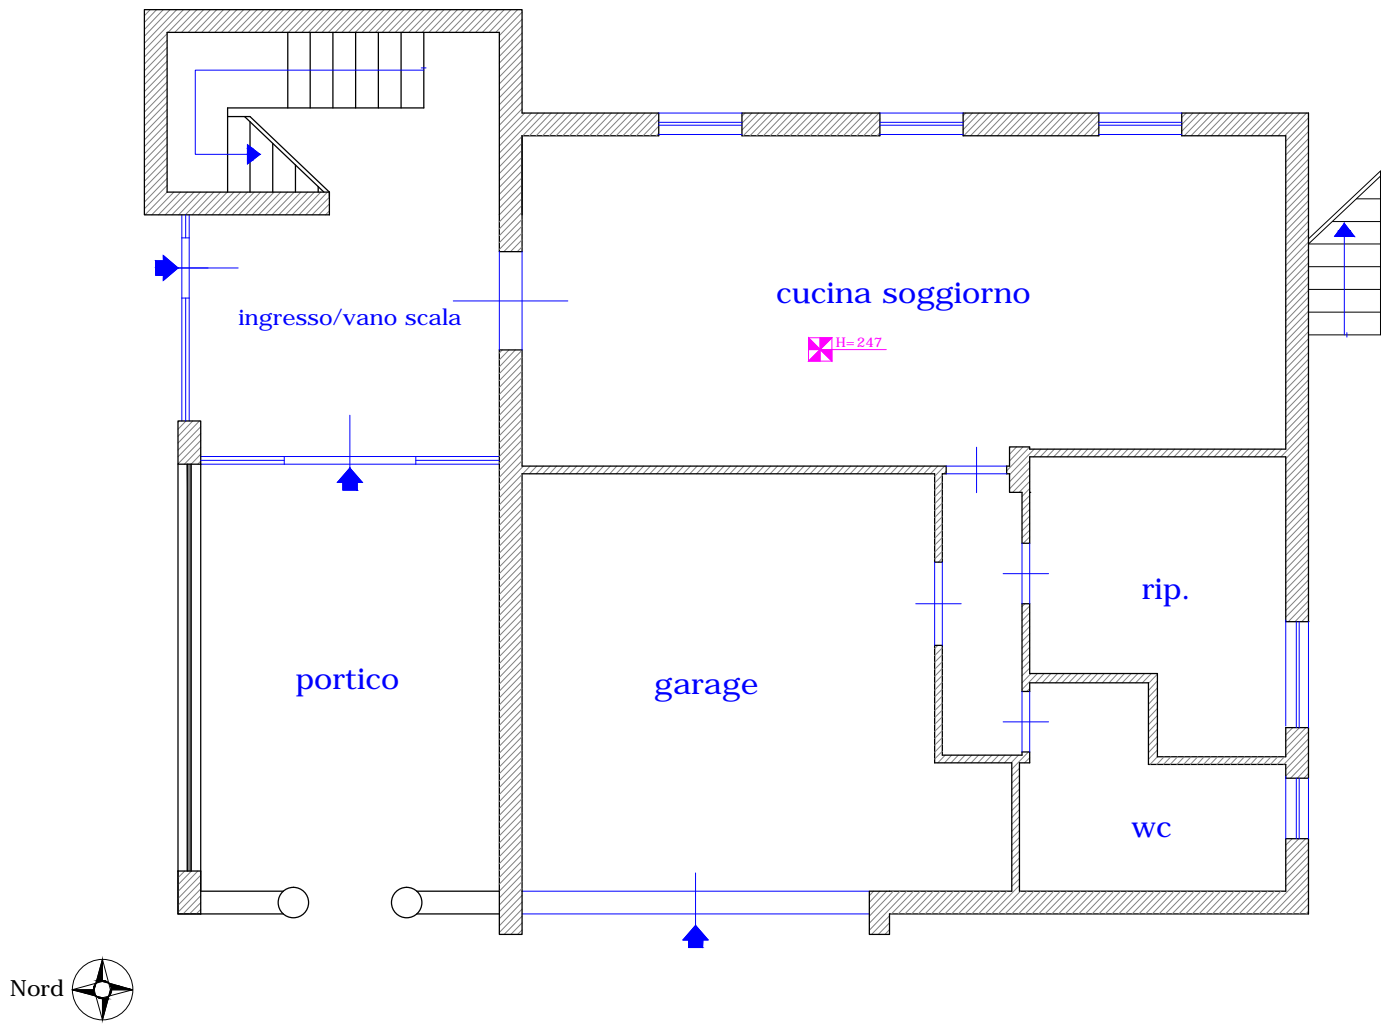 cucina soggiorno
ingresso/vano scala
H=247
rip.
portico
garage
wc
Nord